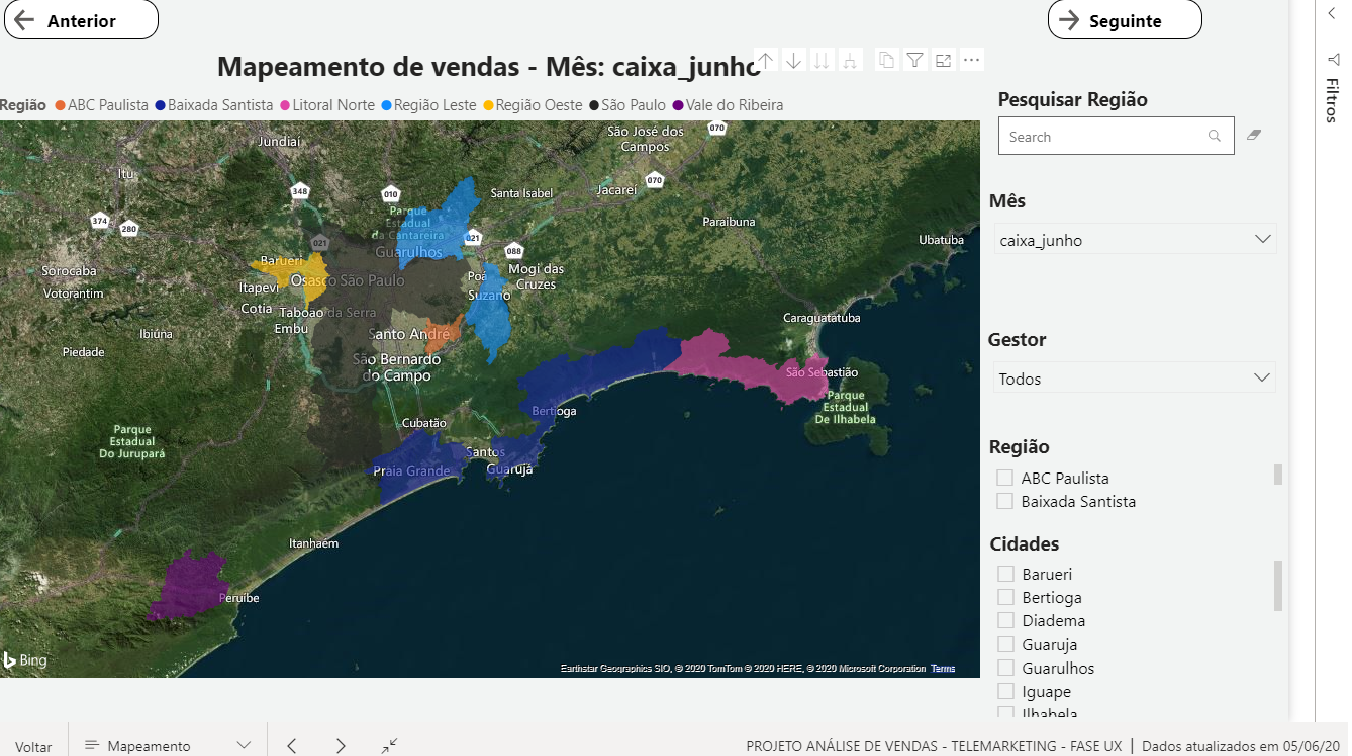 Anterior
Seguinte
Mapeamento de vendas - Mês: caixa_junho
Região ABC Paulista Baixada Santista Litoral Norte Região Leste Região Oeste São Paulo Vale do Ribeira
Filtros
Pesquisar Região
Search
Mês
caixa_junho
Gestor
Todos
Região
ABC Paulista
Baixada Santista
Cidades
Barueri
Bertioga
Diadema
Guaruja
Guarulhos
Iguape
Ilhabela
São José dos
Campos
070
Jundiaí
Itu
348
010
Santa Isabel
Jacareí
070
374
280
Parque
Estadual
da Cantareira
Paraibuna
021
021
Guarulhos
088
Ubatuba
Barueri
Sorocaba
Votorantim
Itapevi
Osasco
São Paulo
Poá
Suzano
Mogi das
Cruzes
Cotia
Taboão da Serra
Embu
Ibiúna
Piedade
Santo André
São Bernardo
do Campo
Caraguatatuba
São Sebastião
Parque
Estadual
De Ilhabela
Bertioga
Cubatão
Parque
Estadual
Do Jurupará
Santos
Praia Grande
Guarujá
Itanhaém
Peruíbe
Bing
Earthstar Geographics SIO, © 2020 TomTom © 2020 HERE, © 2020 Microsoft Corporation Terms
Voltar
Mapeamento
PROJETO ANÁLISE DE VENDAS - TELEMARKETING - FASE UX | Dados atualizados em 05/06/20